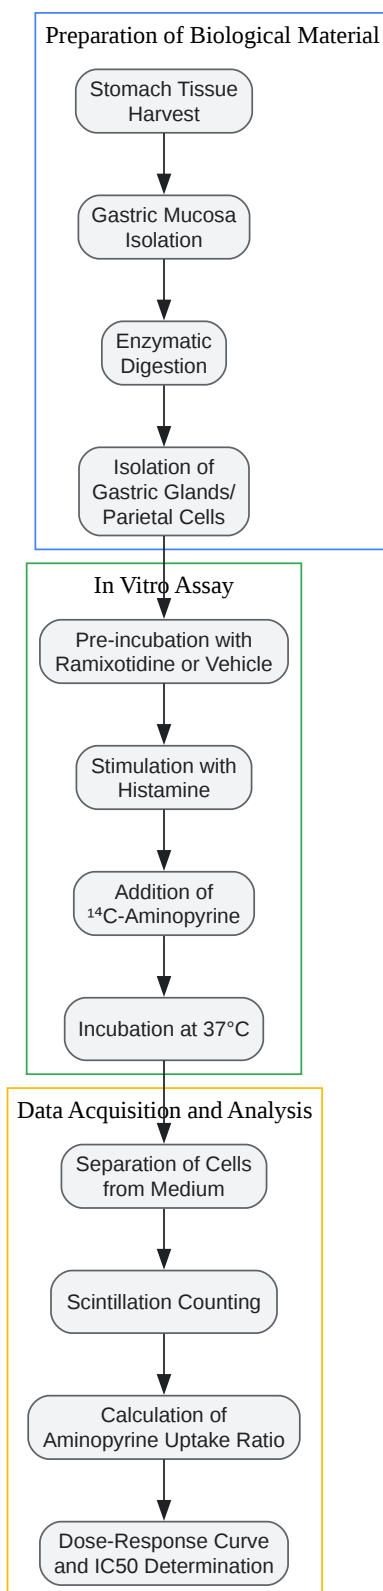 Preparation of Biological Material
Stomach Tissue
Harvest
Gastric Mucosa
Isolation
Enzymatic
Digestion
Isolation of
Gastric Glands/
Parietal Cells
In Vitro Assay
Pre-incubation with
Ramixotidine or Vehicle
Stimulation with
Histamine
Addition of
¹⁴C-Aminopyrine
Incubation at 37°C
Data Acquisition and Analysis
Separation of Cells
from Medium
Scintillation Counting
Calculation of
Aminopyrine Uptake Ratio
Dose-Response Curve
and IC50 Determination